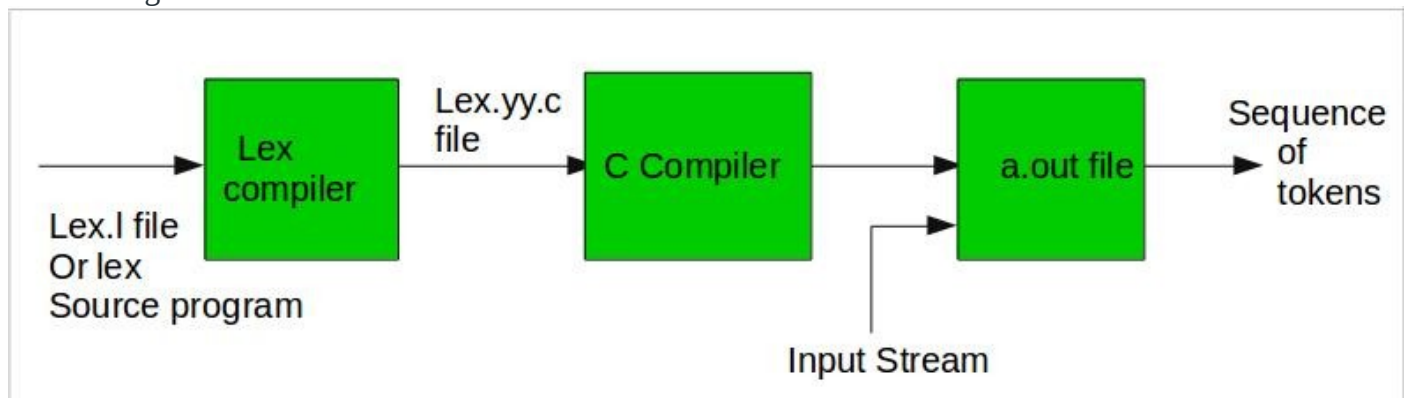 Lex
compiler
Lex.yy.c
file
C Compiler
a.out file
Sequence
of
tokens
Lex.l file
Or lex
Source program
Input Stream